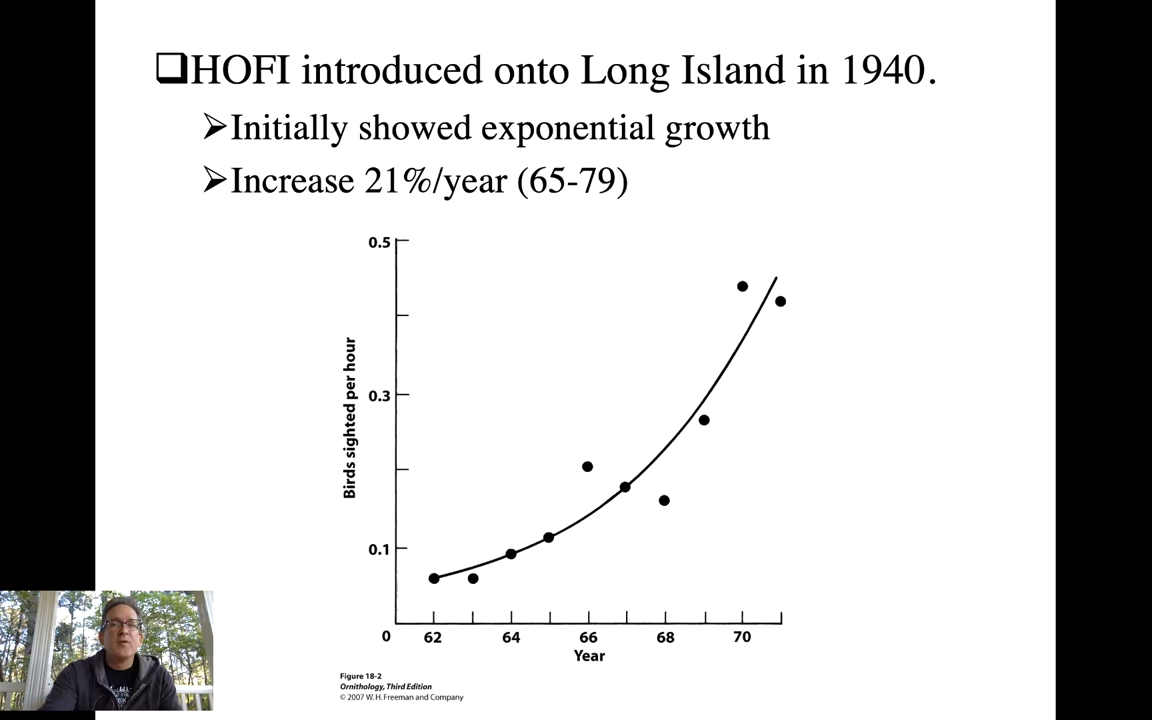 HOFI introduced onto Long Island in 1940.
Initially showed exponential growth
Increase 21%/year (65-79)
0.5
0.3
0.1
0
Birds sighted per hour
62 64 66 68 70
Year
Figure 18-2
Ornithology, Third Edition
© 2007 W. H. Freeman and Company